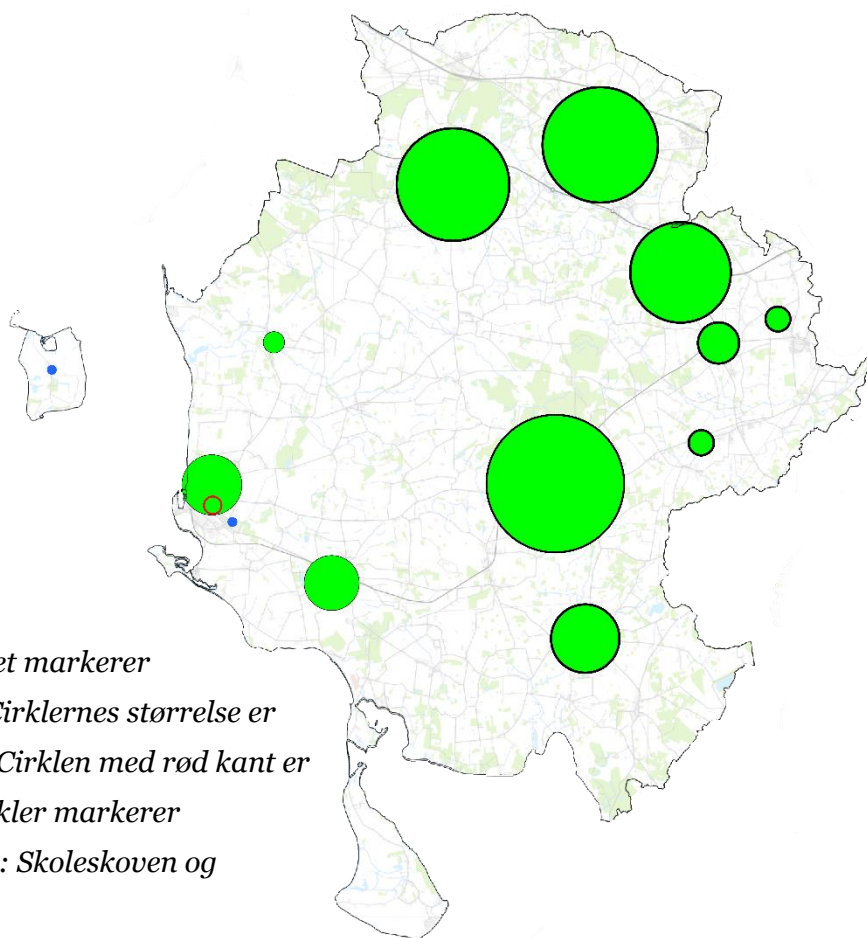 et markerer
Cirklernes størrelse er
Cirklen med rød kant er
kler markerer
: Skoleskoven og